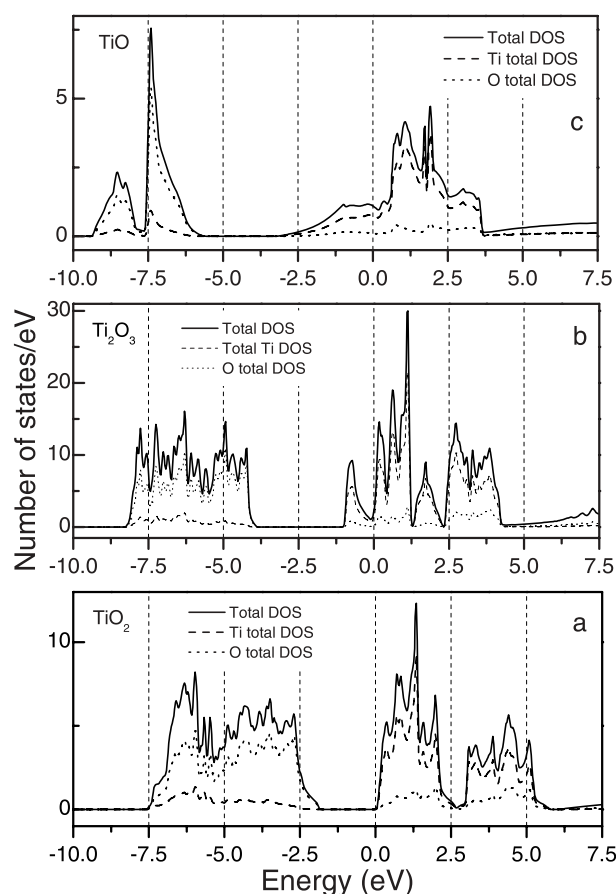 TiO
Total DOS
Ti total DOS
O total DOS
c
5
0
-10.0 -7.5 -5.0 -2.5 0.0 2.5 5.0 7.5
Number of states/eV
30
Ti2O3
Total DOS
Total Ti DOS
O total DOS
b
20
10
0
-10.0 -7.5 -5.0 -2.5 0.0 2.5 5.0 7.5
TiO2
Total DOS
Ti total DOS
O total DOS
a
10
0
-10.0 -7.5 -5.0 -2.5 0.0 2.5 5.0 7.5
Energy (eV)